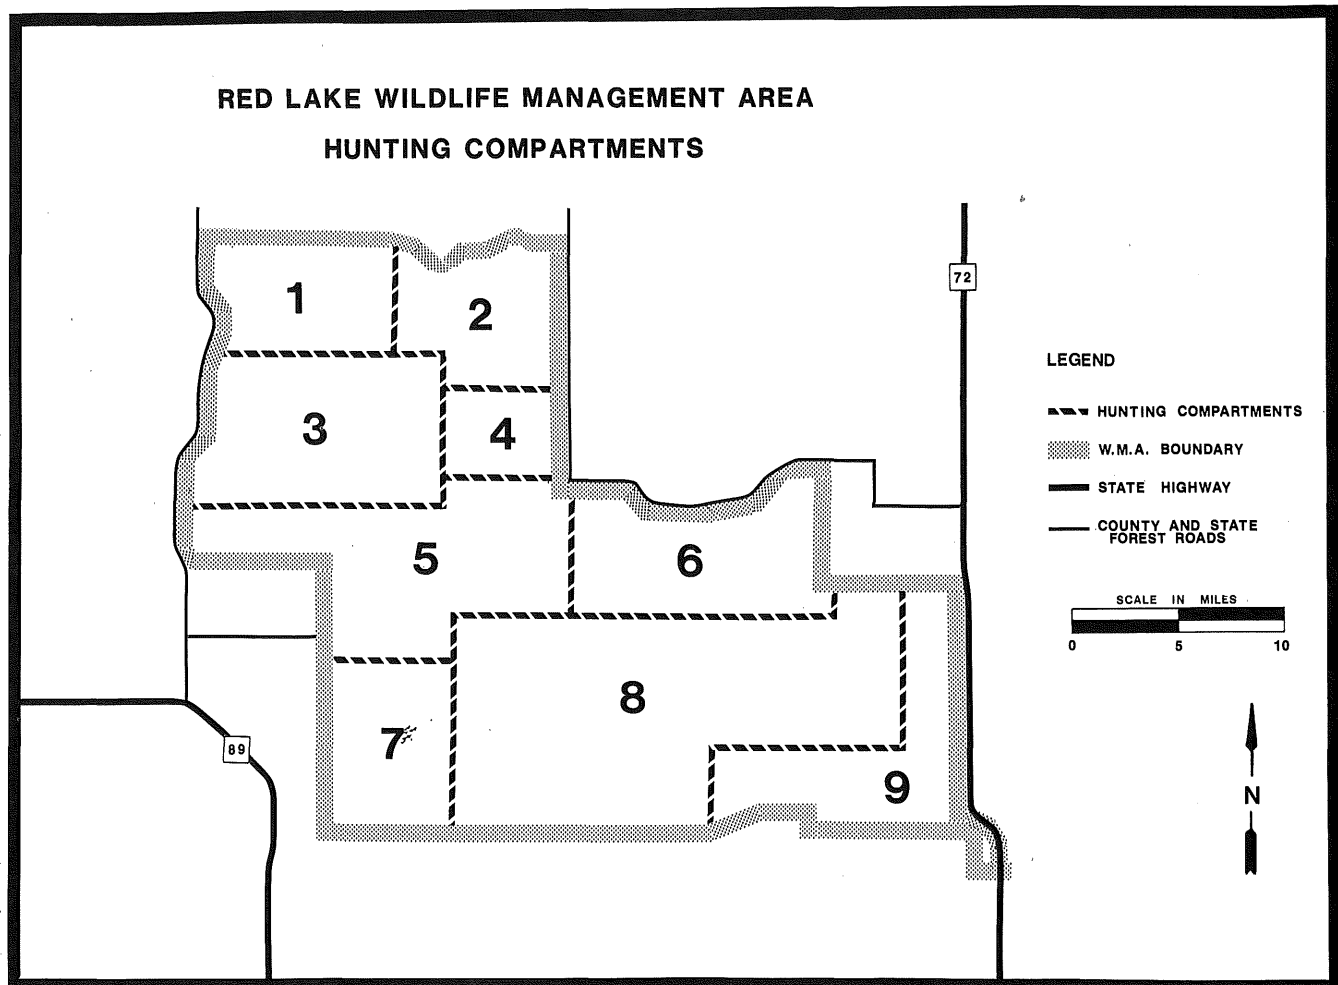 RED LAKE WILDLIFE MANAGEMENT AREA
HUNTING COMPARTMENTS
1
2
72
LEGEND
HUNTING COMPARTMENTS
3
4
W.M.A. BOUNDARY
STATE HIGHWAY
COUNTY AND STATE
FOREST ROADS
5
6
SCALE IN MILES
0 5 10
8
7
89
9
N